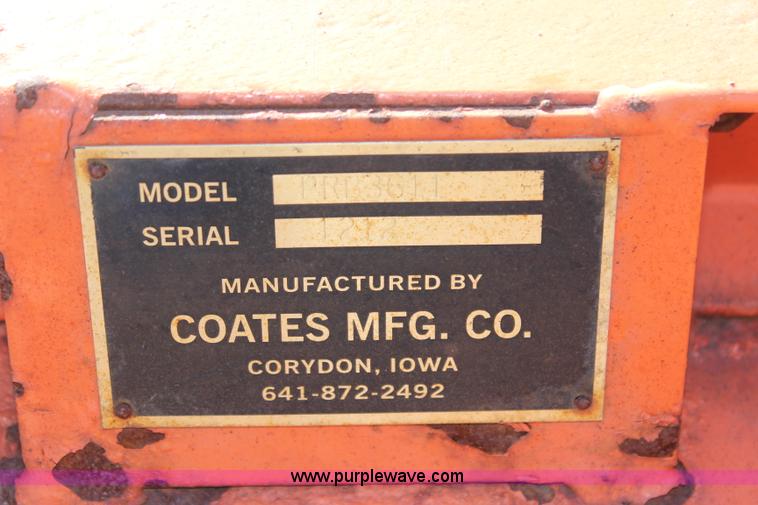 MODEL
SERIAL
MANUFACTURED BY
COATES MFG. CO.
CORYDON, IOWA
641-872-2492
www.purplewave.com